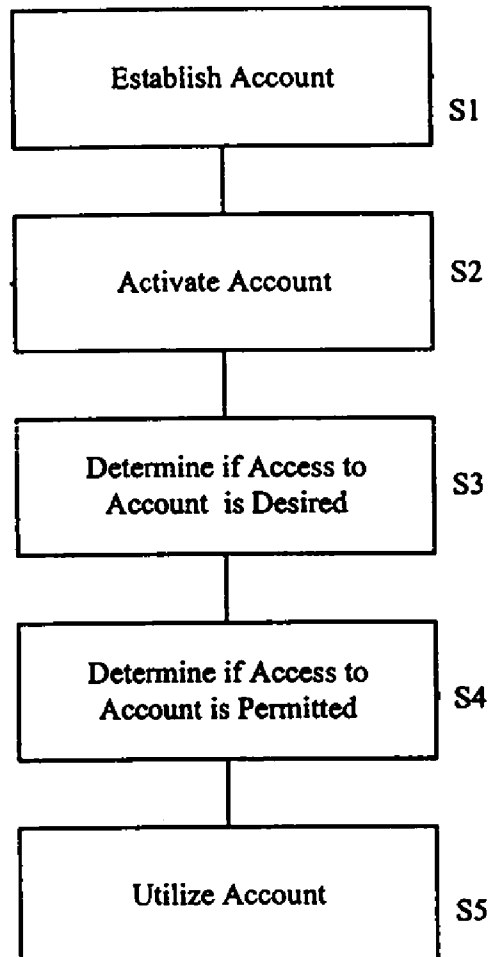 Establish Account
S1
Activate Account
S2
Determine if Access to
Account is Desired
S3
Determine if Access to
Account is Permitted
S4
Utilize Account
S5